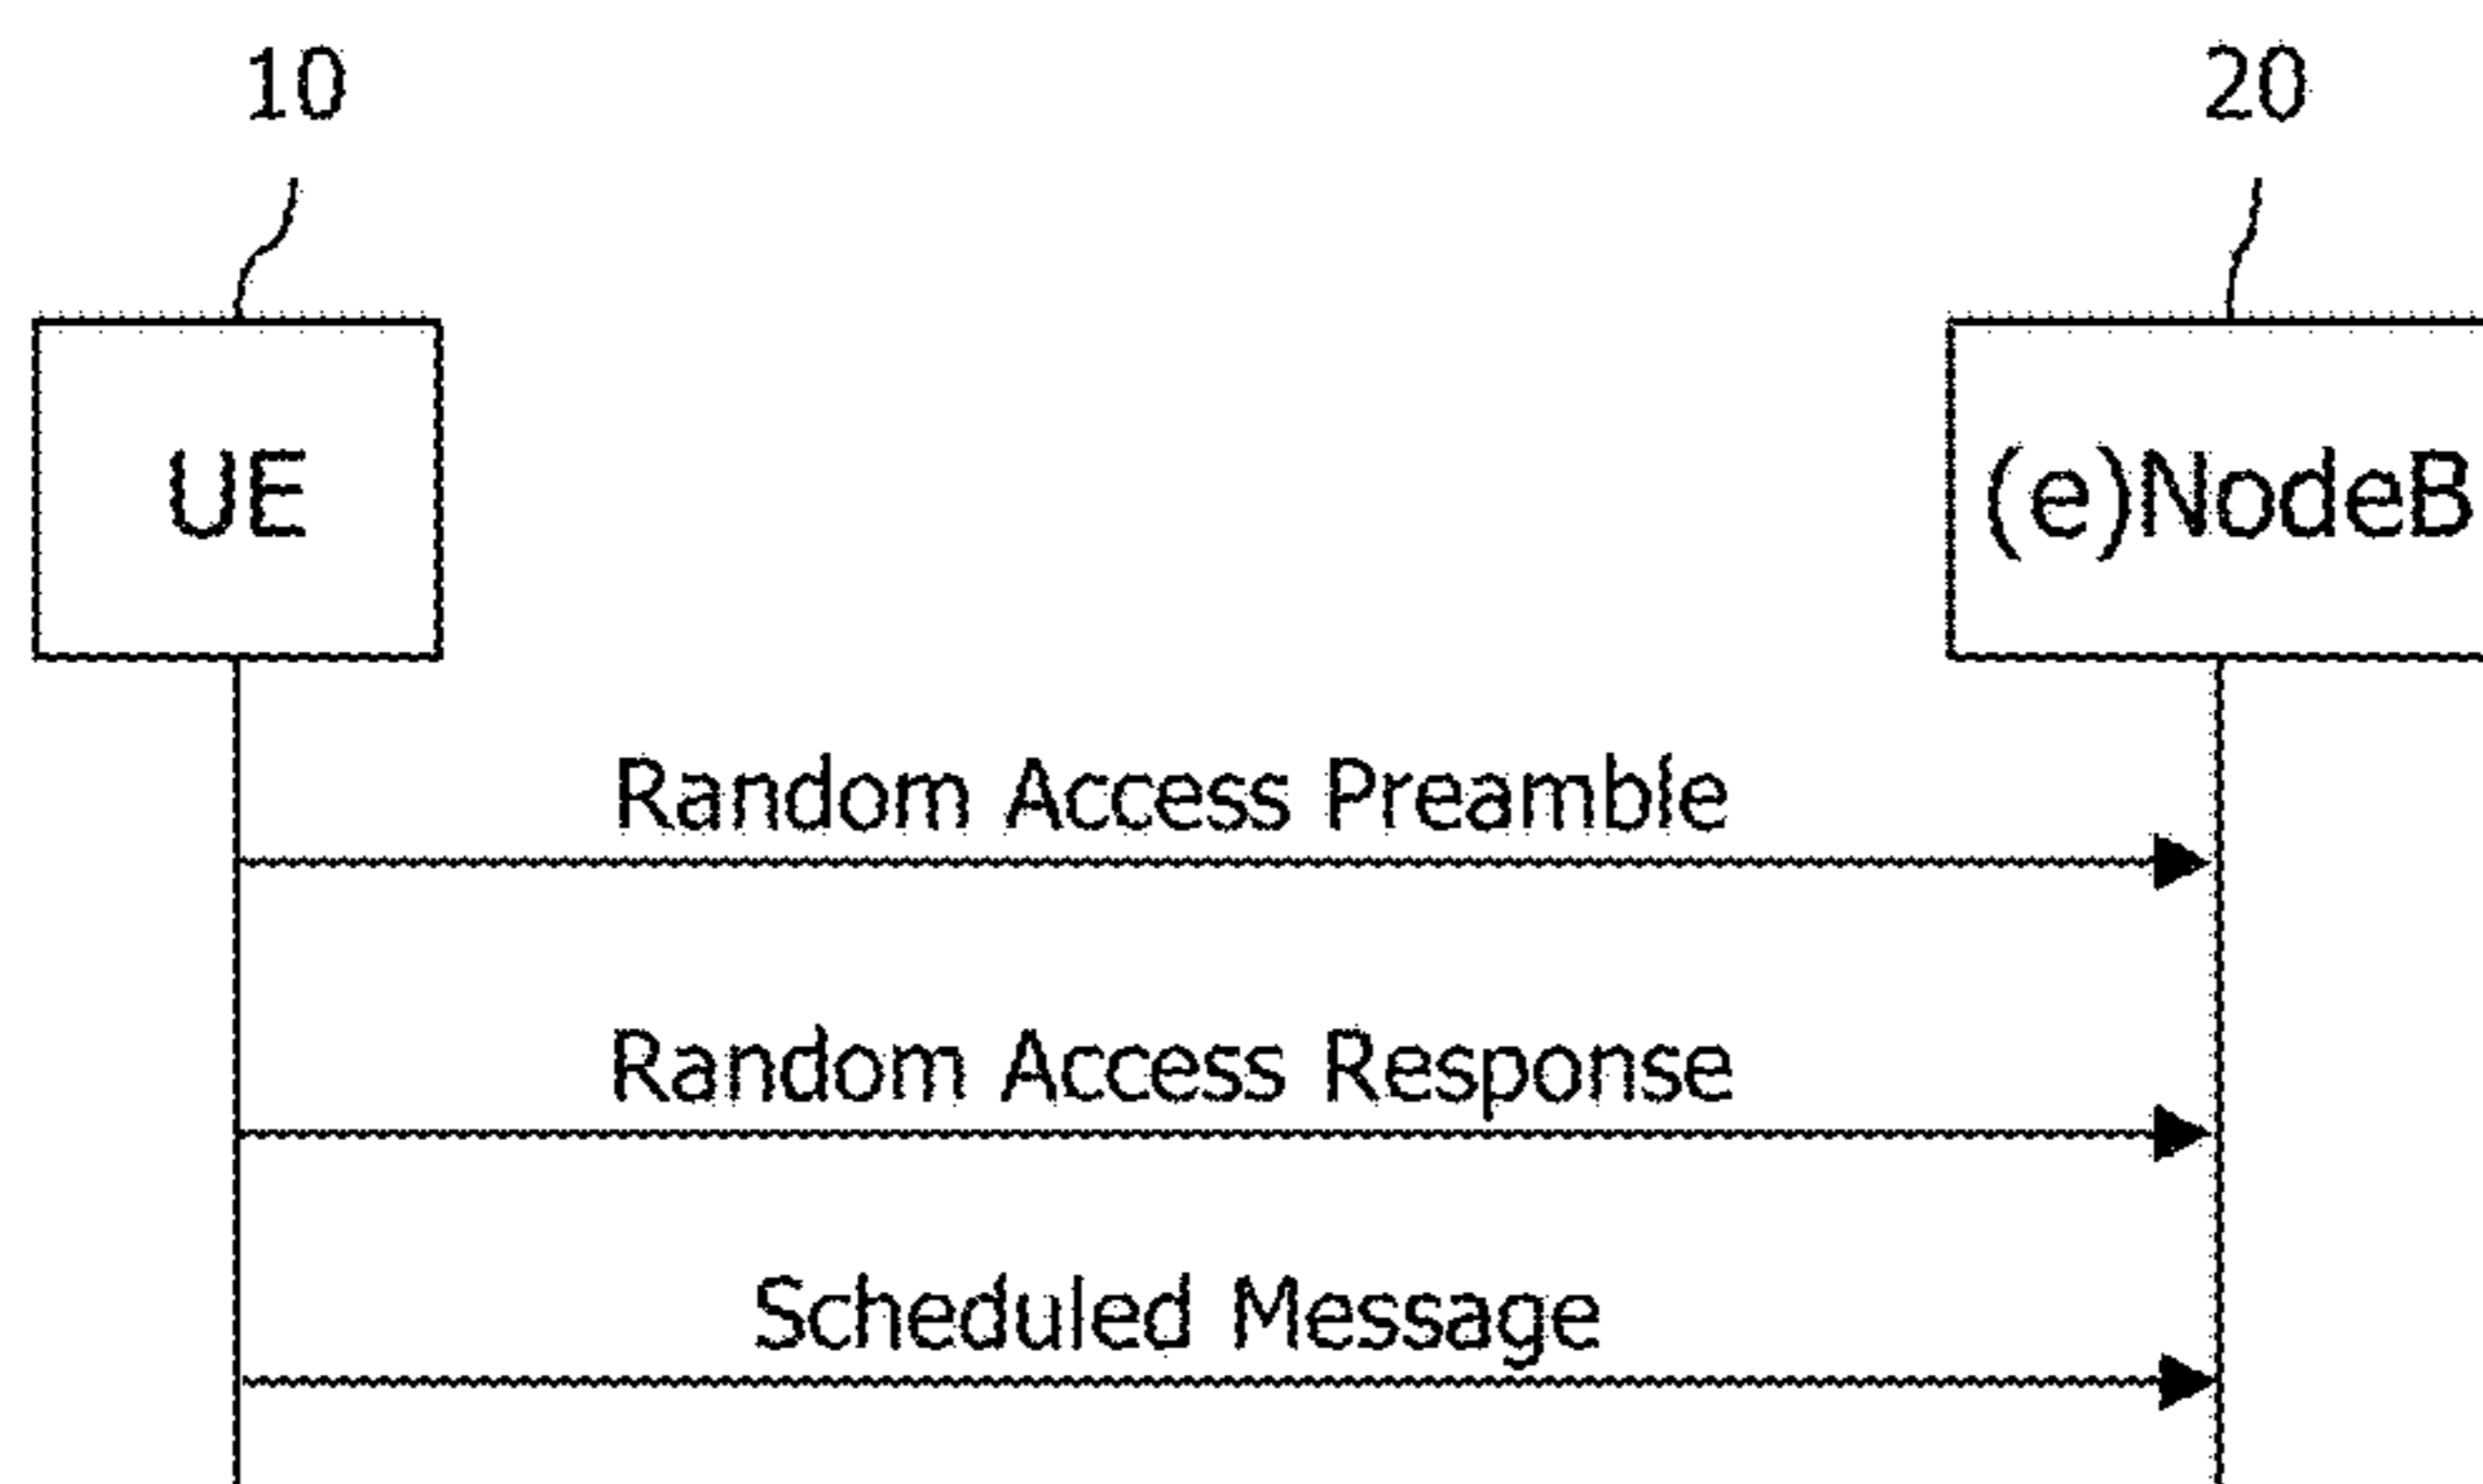 10
20
UE
(e)NodeB
Random Access Preamble
Random Access Response
Scheduled Message